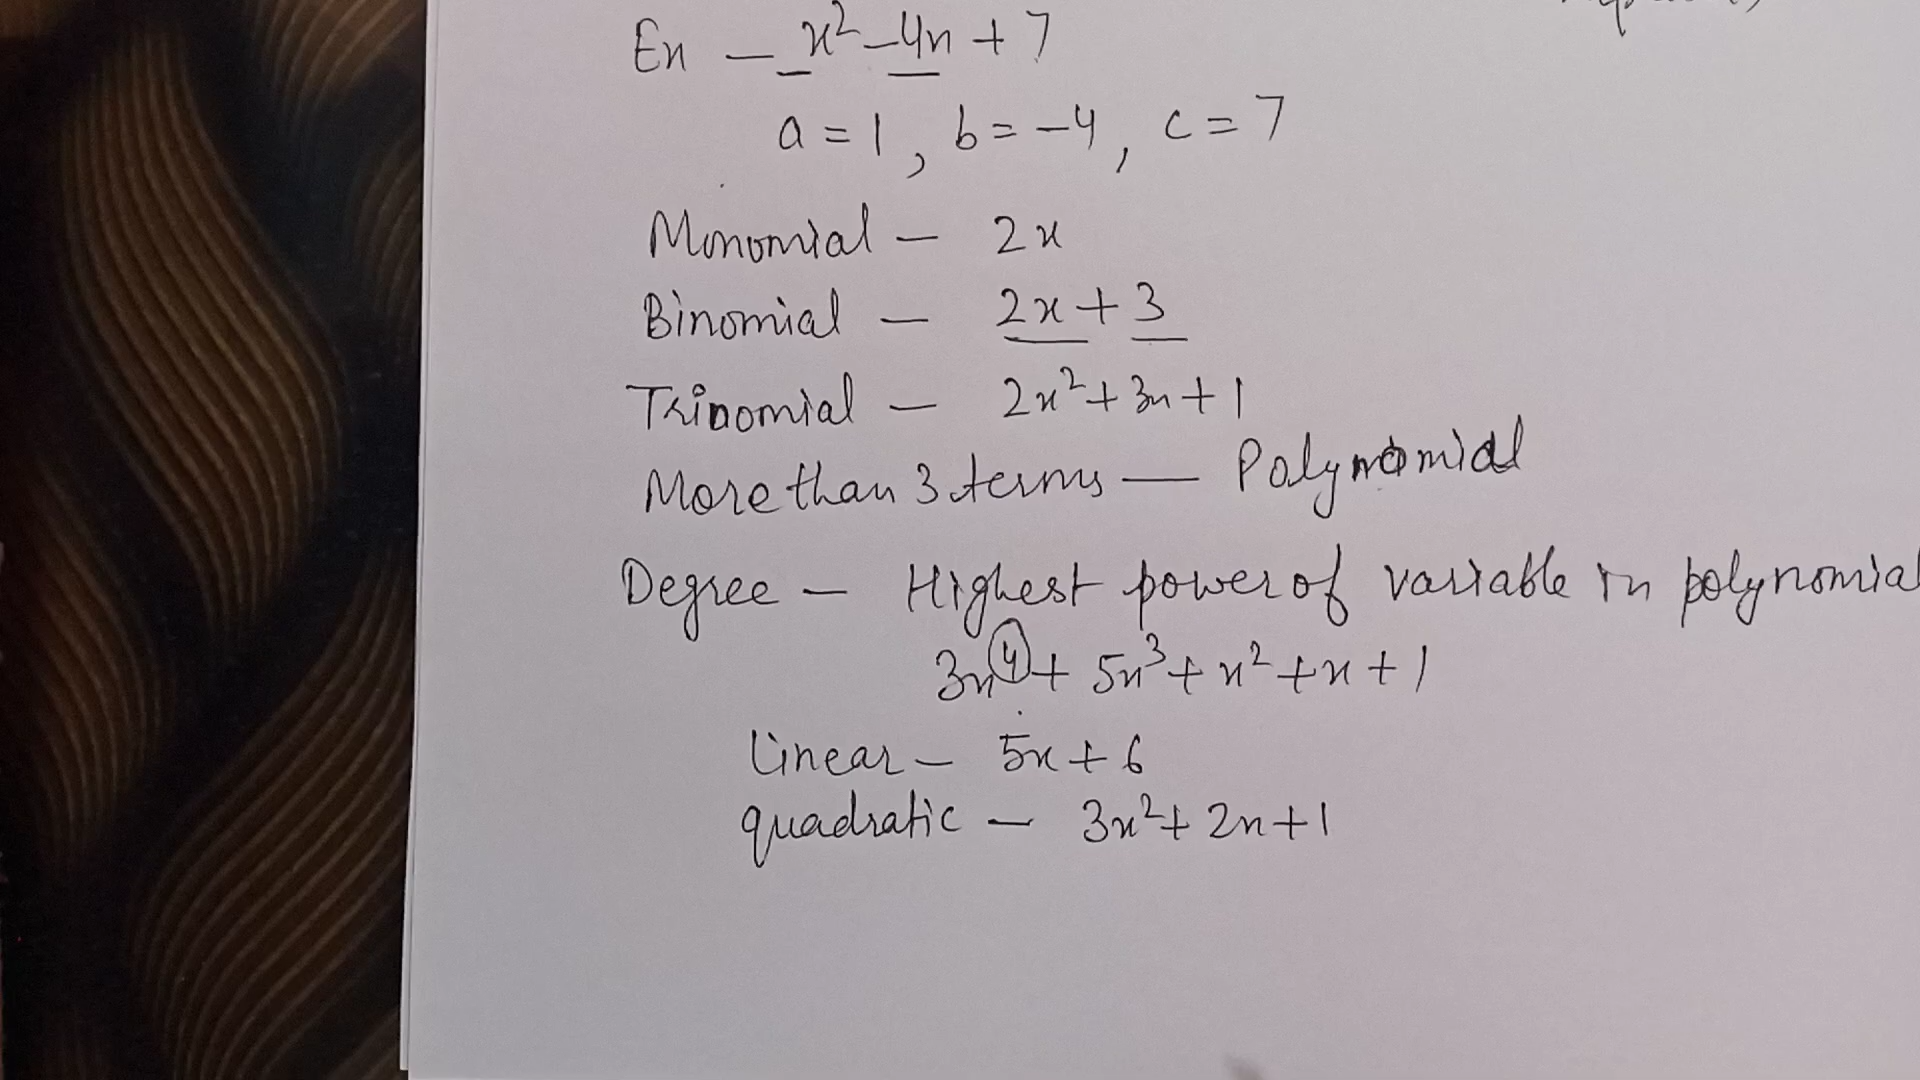 Ex – x² – 4x + 7
a = 1, b = –4, c = 7
Monomial – 2x
Binomial – 2x + 3
Trinomial – 2x² + 3x + 1
More than 3 terms — Polynomial
Degree – Highest power of variable in polynomial
3x⁴ + 5x³ + x² + x + 1
linear – 5x + 6
quadratic – 3x² + 2x + 1